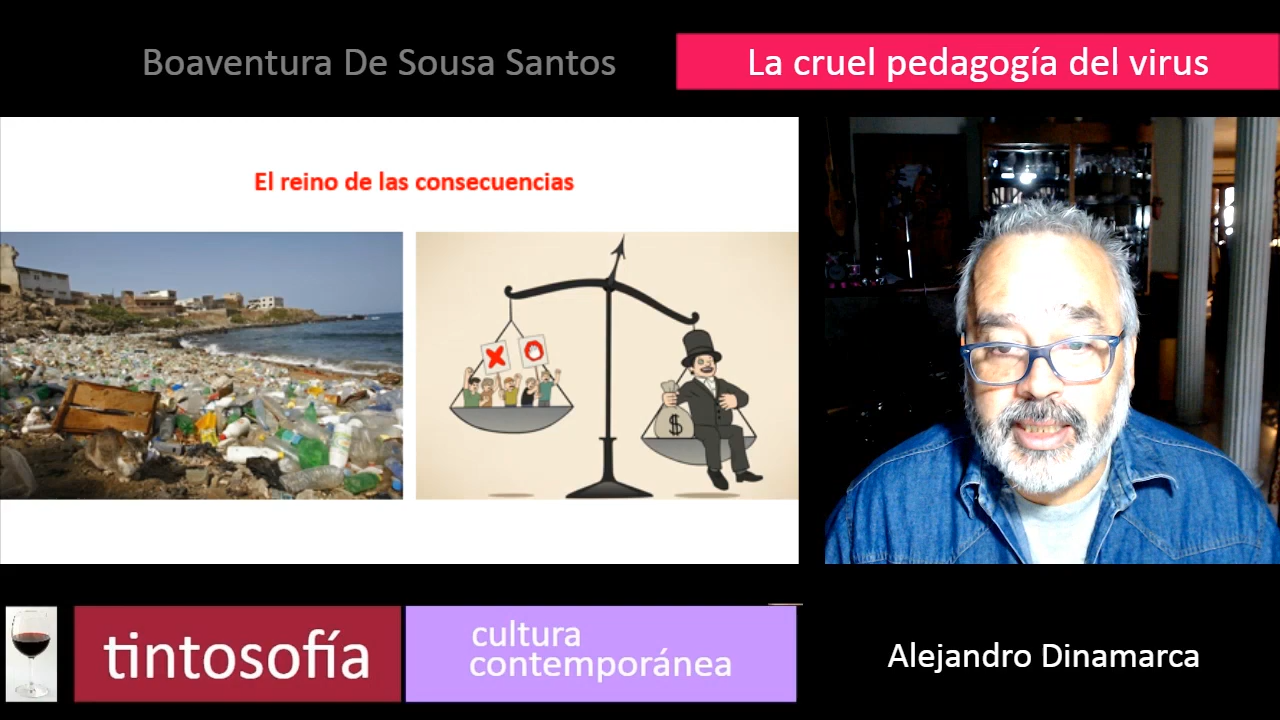 Boaventura De Sousa Santos
La cruel pedagogía del virus
El reino de las consecuencias
$
tintosofía
cultura
contemporánea
Alejandro Dinamarca